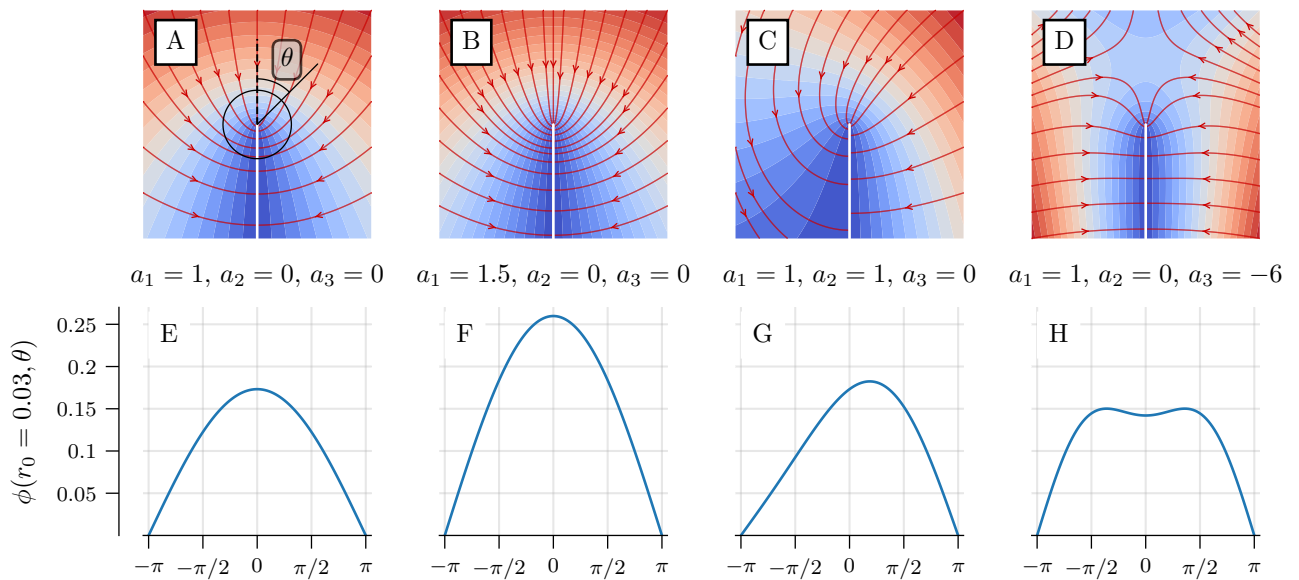 A
θ
B
C
D
a₁ = 1, a₂ = 0, a₃ = 0
a₁ = 1.5, a₂ = 0, a₃ = 0
a₁ = 1, a₂ = 1, a₃ = 0
a₁ = 1, a₂ = 0, a₃ = −6
ϕ(r₀ = 0.03, θ)
0.25
0.2
0.15
0.1
0.05
E
F
G
H
−π −π/2 0 π/2 π
−π −π/2 0 π/2 π
−π −π/2 0 π/2 π
−π −π/2 0 π/2 π